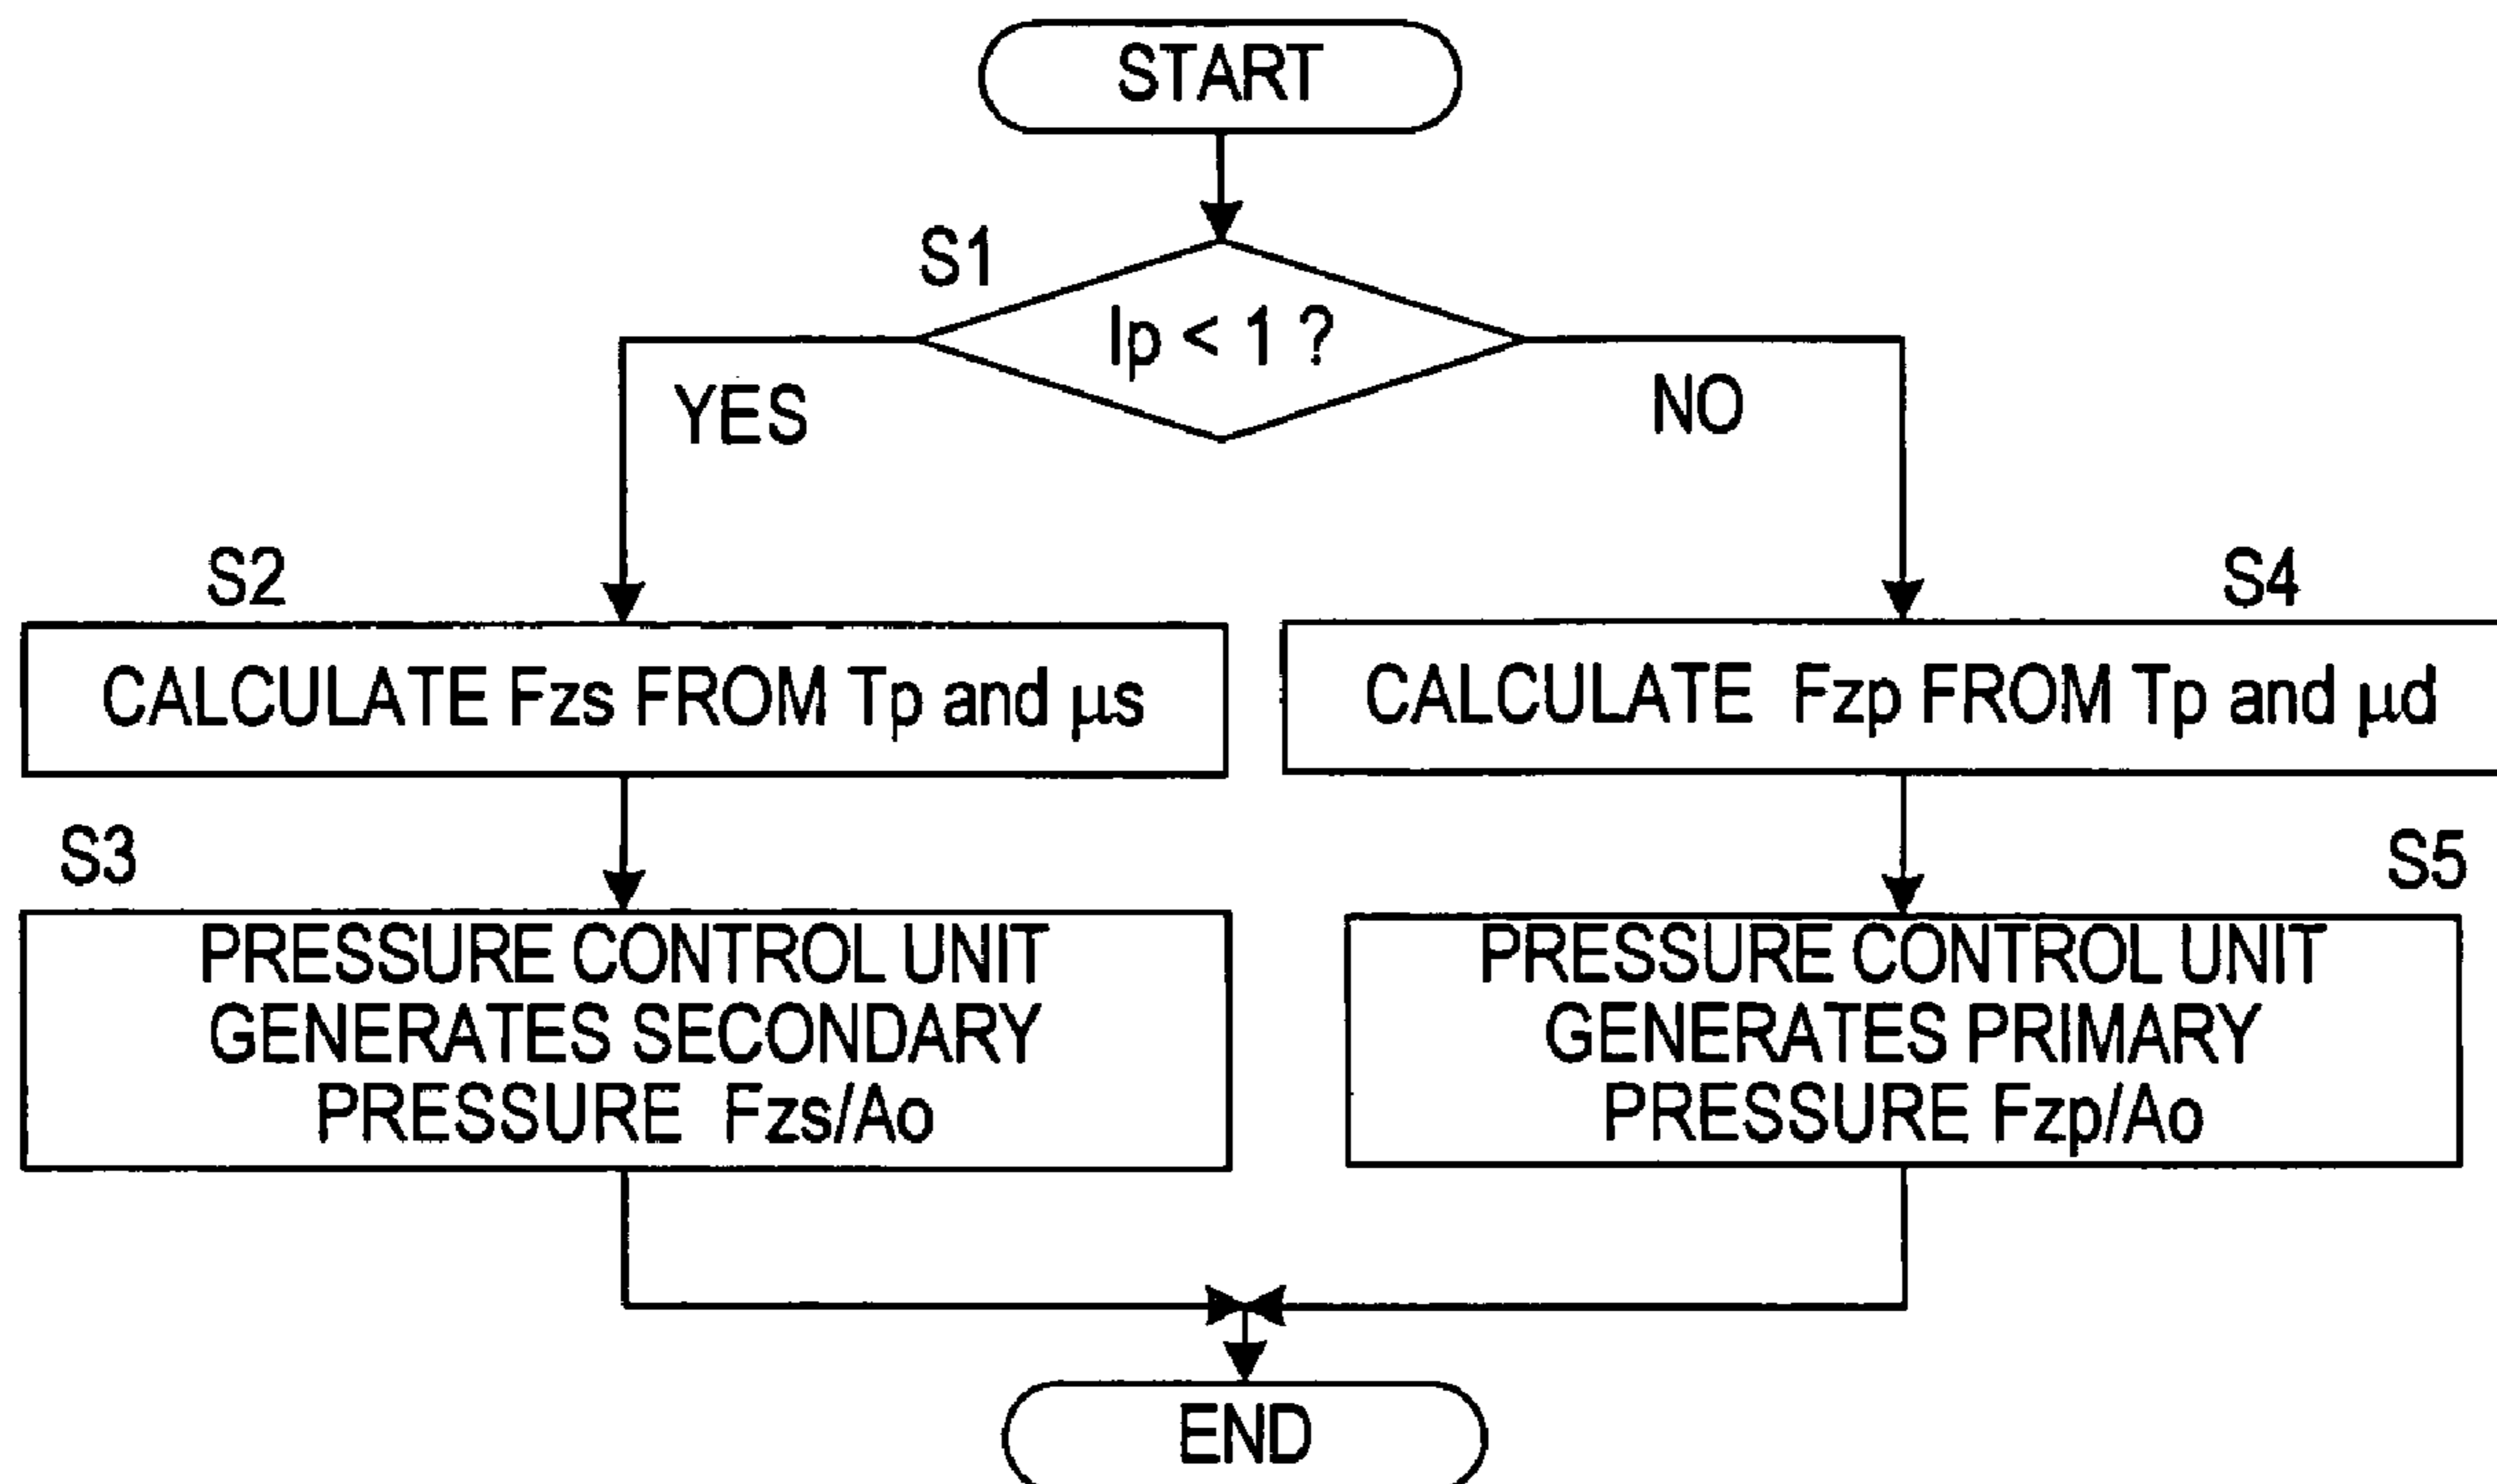 START
S1
Ip < 1 ?
YES
NO
S2
S4
CALCULATE Fzs FROM Tp and μs
CALCULATE Fzp FROM Tp and μd
S3
S5
PRESSURE CONTROL UNIT
GENERATES SECONDARY
PRESSURE Fzs/Ao
PRESSURE CONTROL UNIT
GENERATES PRIMARY
PRESSURE Fzp/Ao
END